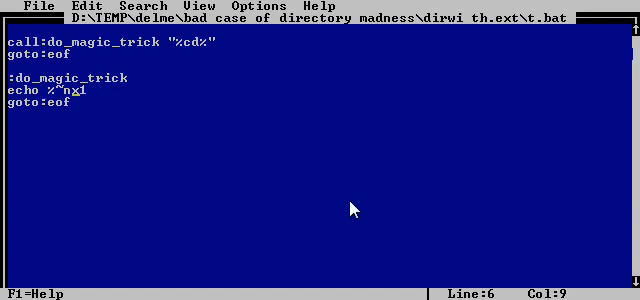 File Edit Search View Options Help
D:\TEMP\delme\bad case of directory madness\dirwi th.ext\t.bat
call:do_magic_trick "%cd%"
goto:eof
:do_magic_trick
echo %~nx1
goto:eof
F1=Help Line:6 Col:9